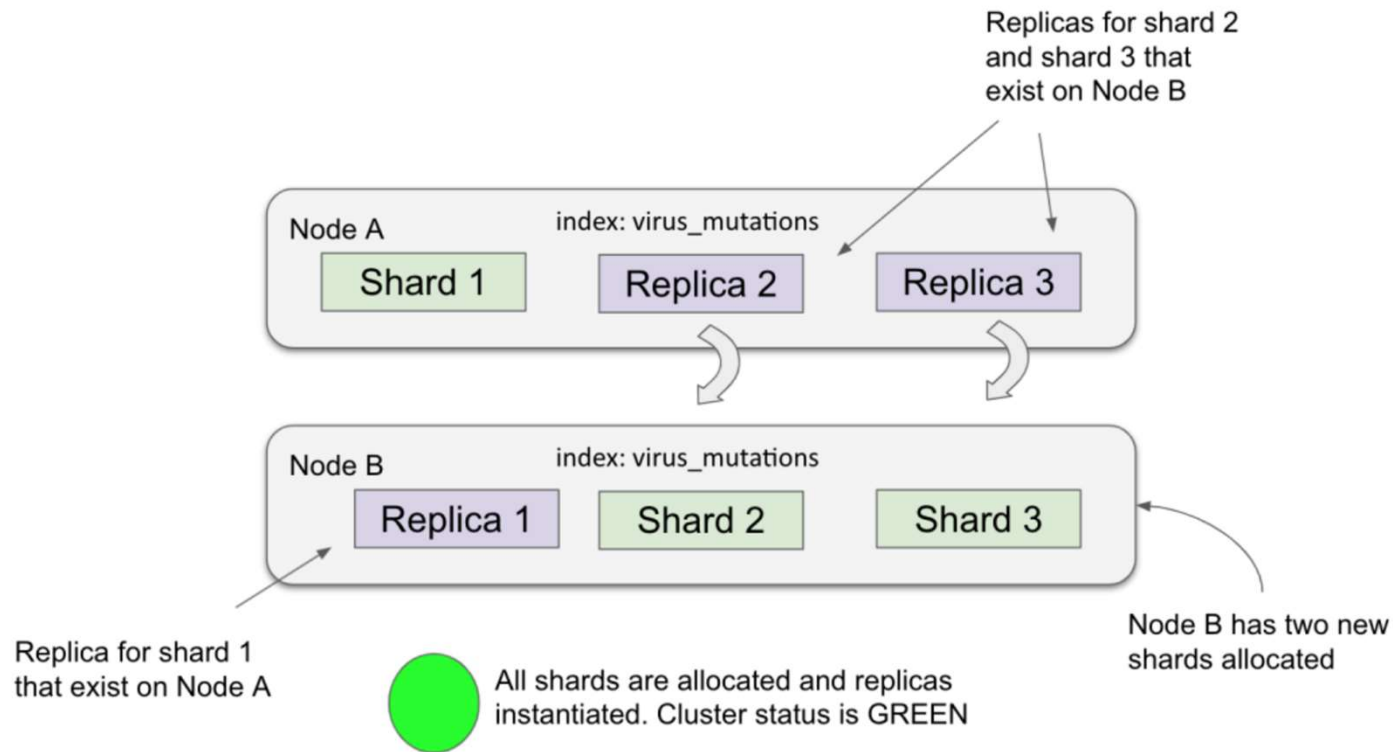 Replicas for shard 2
and shard 3 that
exist on Node B
Node A
index: virus_mutations
Shard 1
Replica 2
Replica 3
Node B
index: virus_mutations
Replica 1
Shard 2
Shard 3
Replica for shard 1
that exist on Node A
All shards are allocated and replicas
instantiated. Cluster status is GREEN
Node B has two new
shards allocated